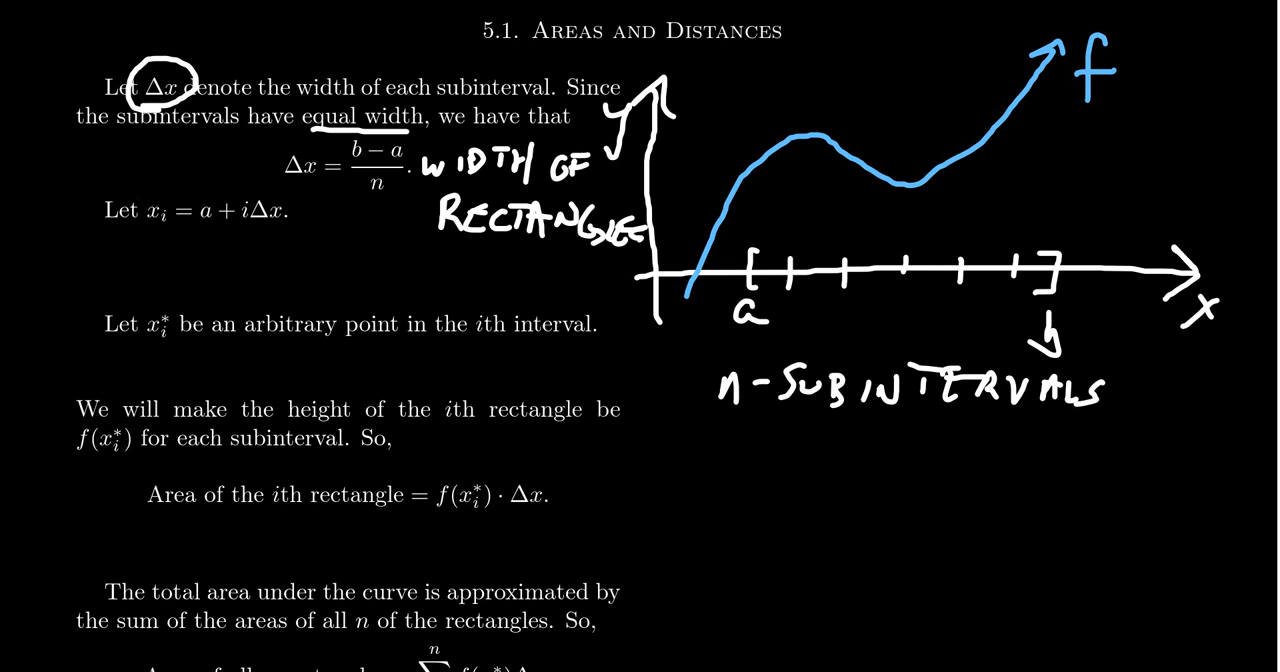 5.1. Areas and Distances
Let Δx denote the width of each subinterval. Since
the subintervals have equal width, we have that
Δx = (b − a)/n.
WIDTH OF
RECTANGLE
Let x_i = a + iΔx.
Let x_i^* be an arbitrary point in the ith interval.
We will make the height of the ith rectangle be
f(x_i^*) for each subinterval. So,
Area of the ith rectangle = f(x_i^*) · Δx.
The total area under the curve is approximated by
the sum of the areas of all n of the rectangles. So,
n
∑ f(x_i^*)Δ
y
f
a
b
x
n-SUBINTERVALS